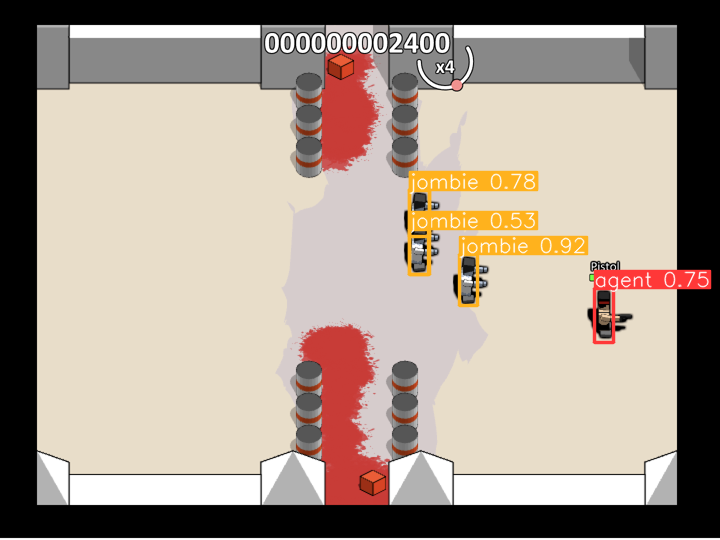 000000002400
x4
jombie 0.78
jombie 0.53
jombie 0.92
Pistol
agent 0.75